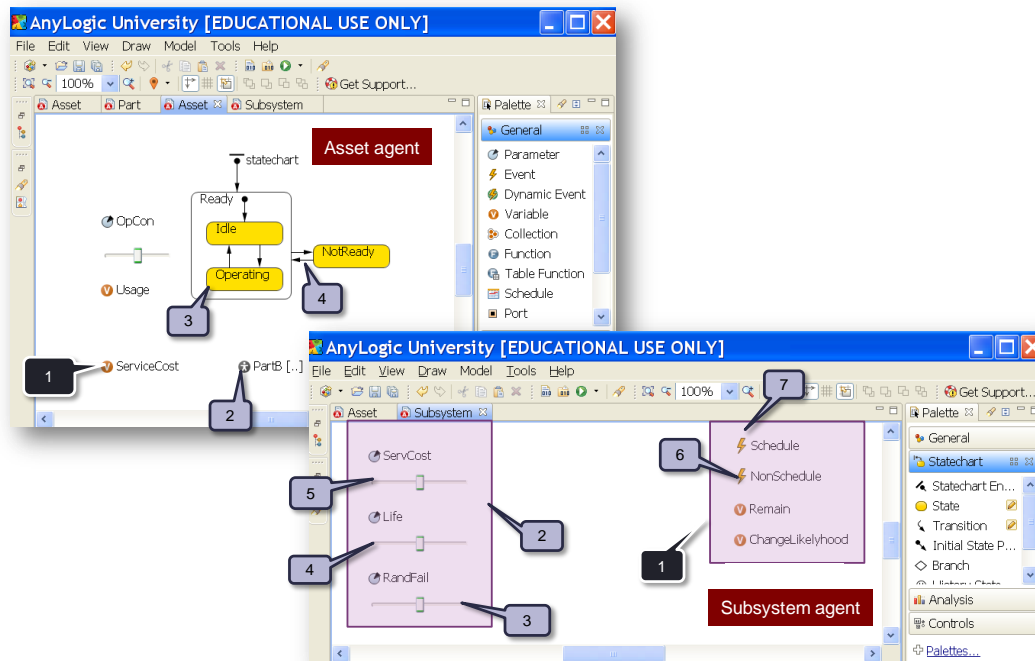 AnyLogic University [EDUCATIONAL USE ONLY]
File Edit View Draw Model Tools Help
100% Get Support...
Asset Part Asset Subsystem
Palette
General
Parameter
Event
Dynamic Event
Variable
Collection
Function
Table Function
Schedule
Port
Asset agent
statechart
Ready
Idle
Operating
NotReady
OpCon
Usage
3
4
1
ServiceCost
PartB [..]
2
AnyLogic University [EDUCATIONAL USE ONLY]
File Edit View Draw Model Tools Help
100% Get Support...
Asset Subsystem
Palette
General
Statechart
Statechart En...
State
Transition
Initial State P...
Branch
History State
Analysis
Controls
Palettes...
ServCost
5
Life
4
RandFail
3
2
7
Schedule
6
NonSchedule
Remain
ChangeLikelyhood
1
Subsystem agent